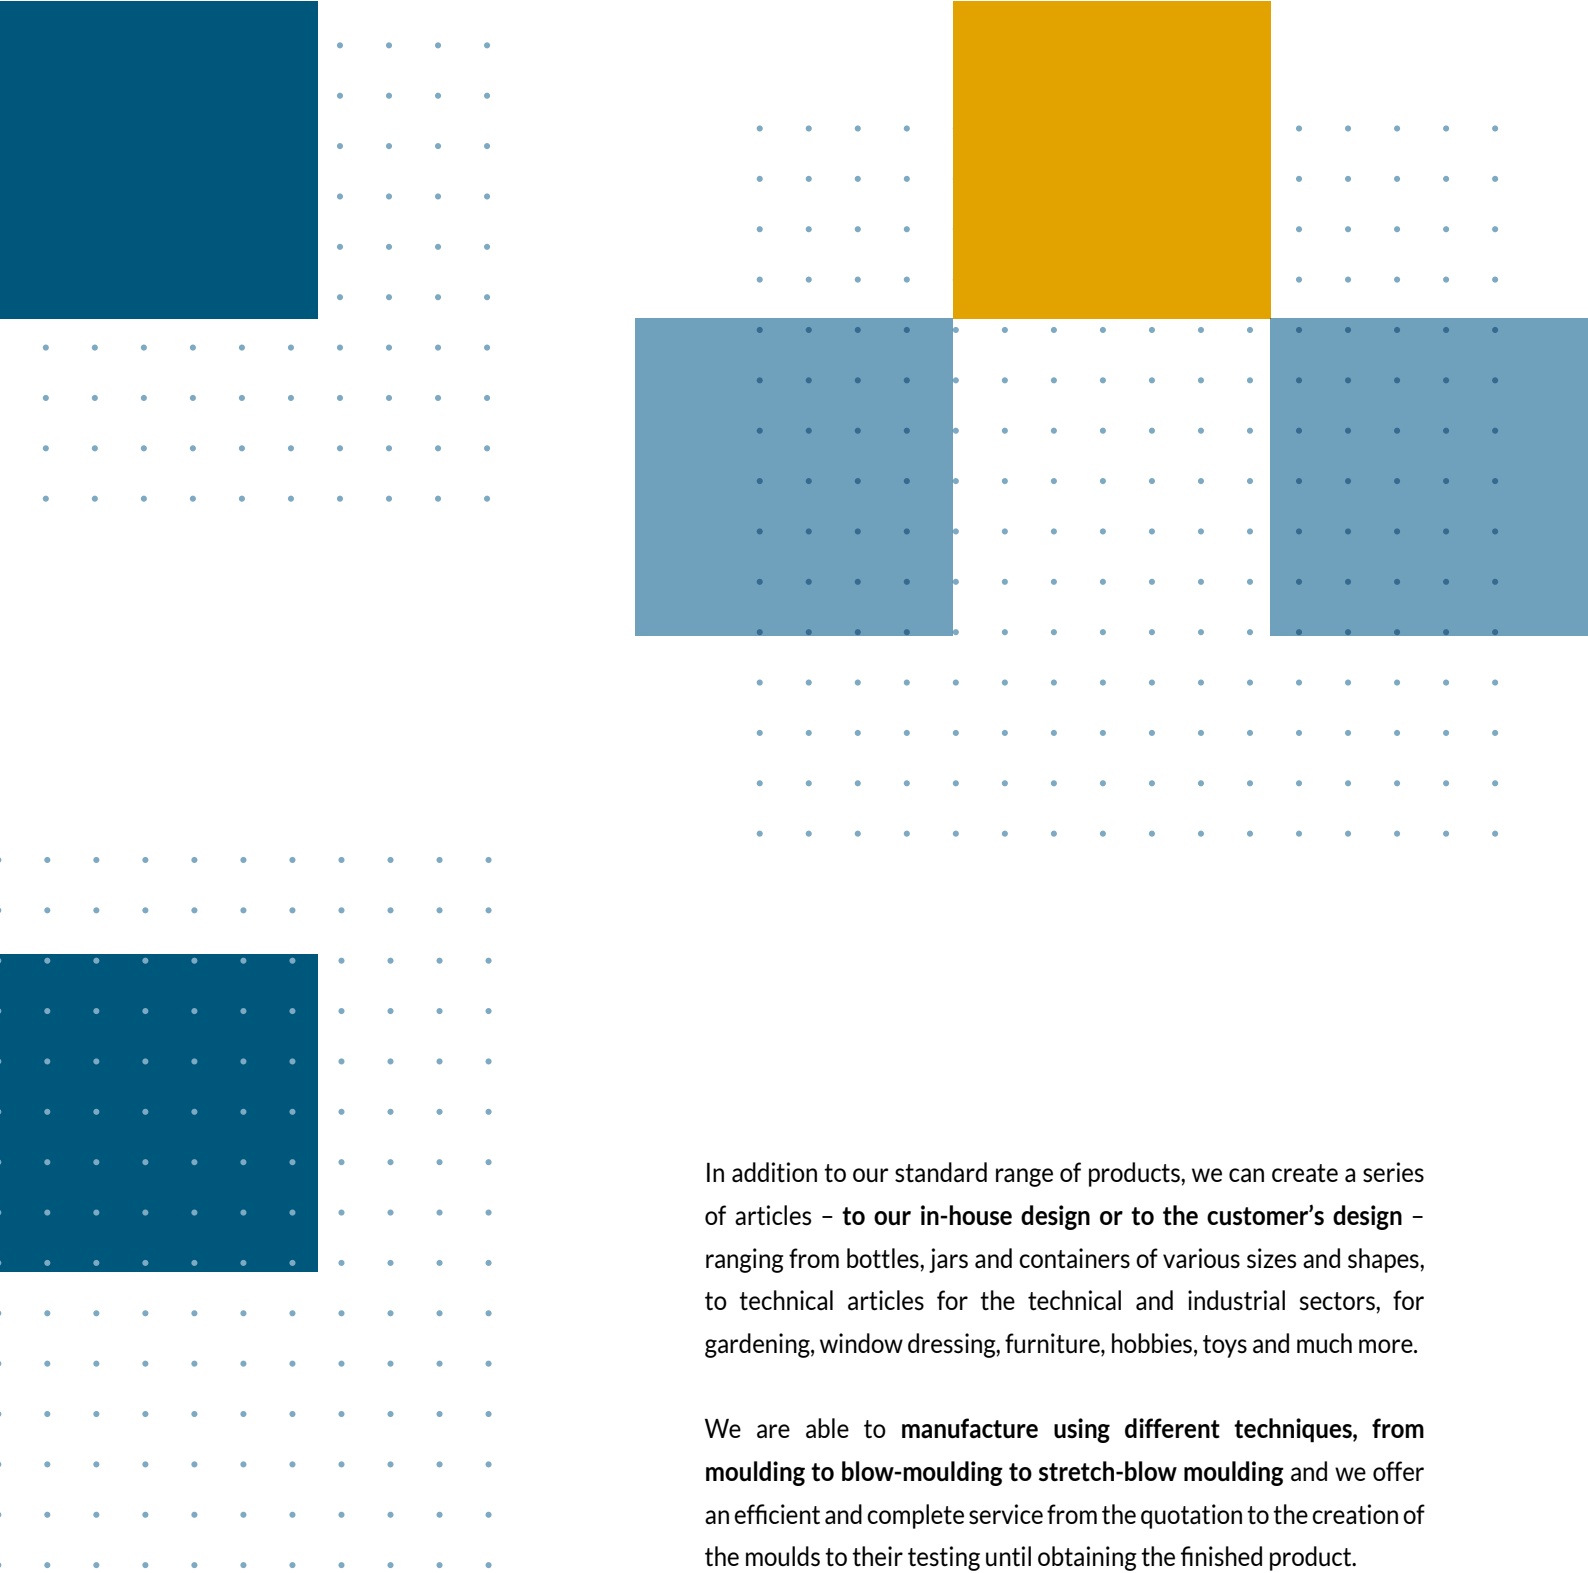 In addition to our standard range of products, we can create a series
of articles – to our in-house design or to the customer’s design –
ranging from bottles, jars and containers of various sizes and shapes,
to technical articles for the technical and industrial sectors, for
gardening, window dressing, furniture, hobbies, toys and much more.
We are able to manufacture using different techniques, from
moulding to blow-moulding to stretch-blow moulding and we offer
an efficient and complete service from the quotation to the creation of
the moulds to their testing until obtaining the finished product.